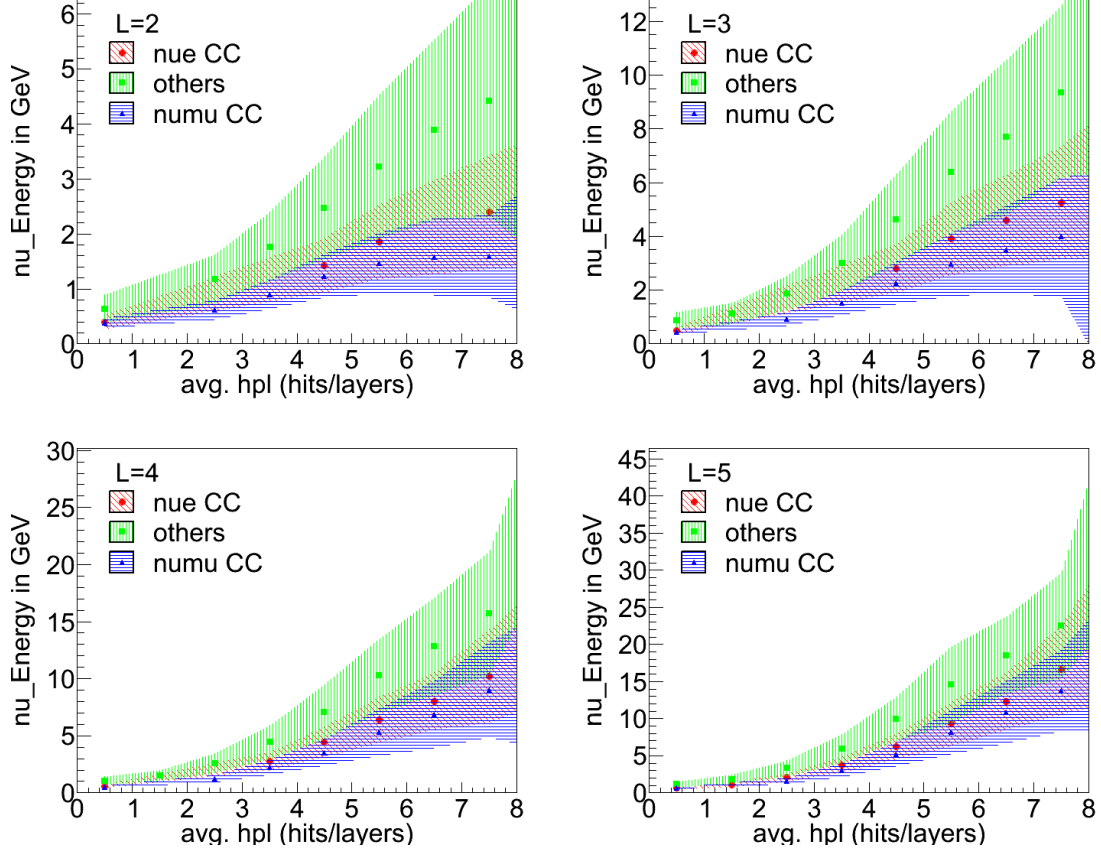 L=2
nue CC
others
numu CC
nu_Energy in GeV
0
1
2
3
4
5
6
0 1 2 3 4 5 6 7 8
avg. hpl (hits/layers)
L=3
nue CC
others
numu CC
nu_Energy in GeV
0
2
4
6
8
10
12
0 1 2 3 4 5 6 7 8
avg. hpl (hits/layers)
L=4
nue CC
others
numu CC
nu_Energy in GeV
0
5
10
15
20
25
30
0 1 2 3 4 5 6 7 8
avg. hpl (hits/layers)
L=5
nue CC
others
numu CC
nu_Energy in GeV
0
5
10
15
20
25
30
35
40
45
0 1 2 3 4 5 6 7 8
avg. hpl (hits/layers)